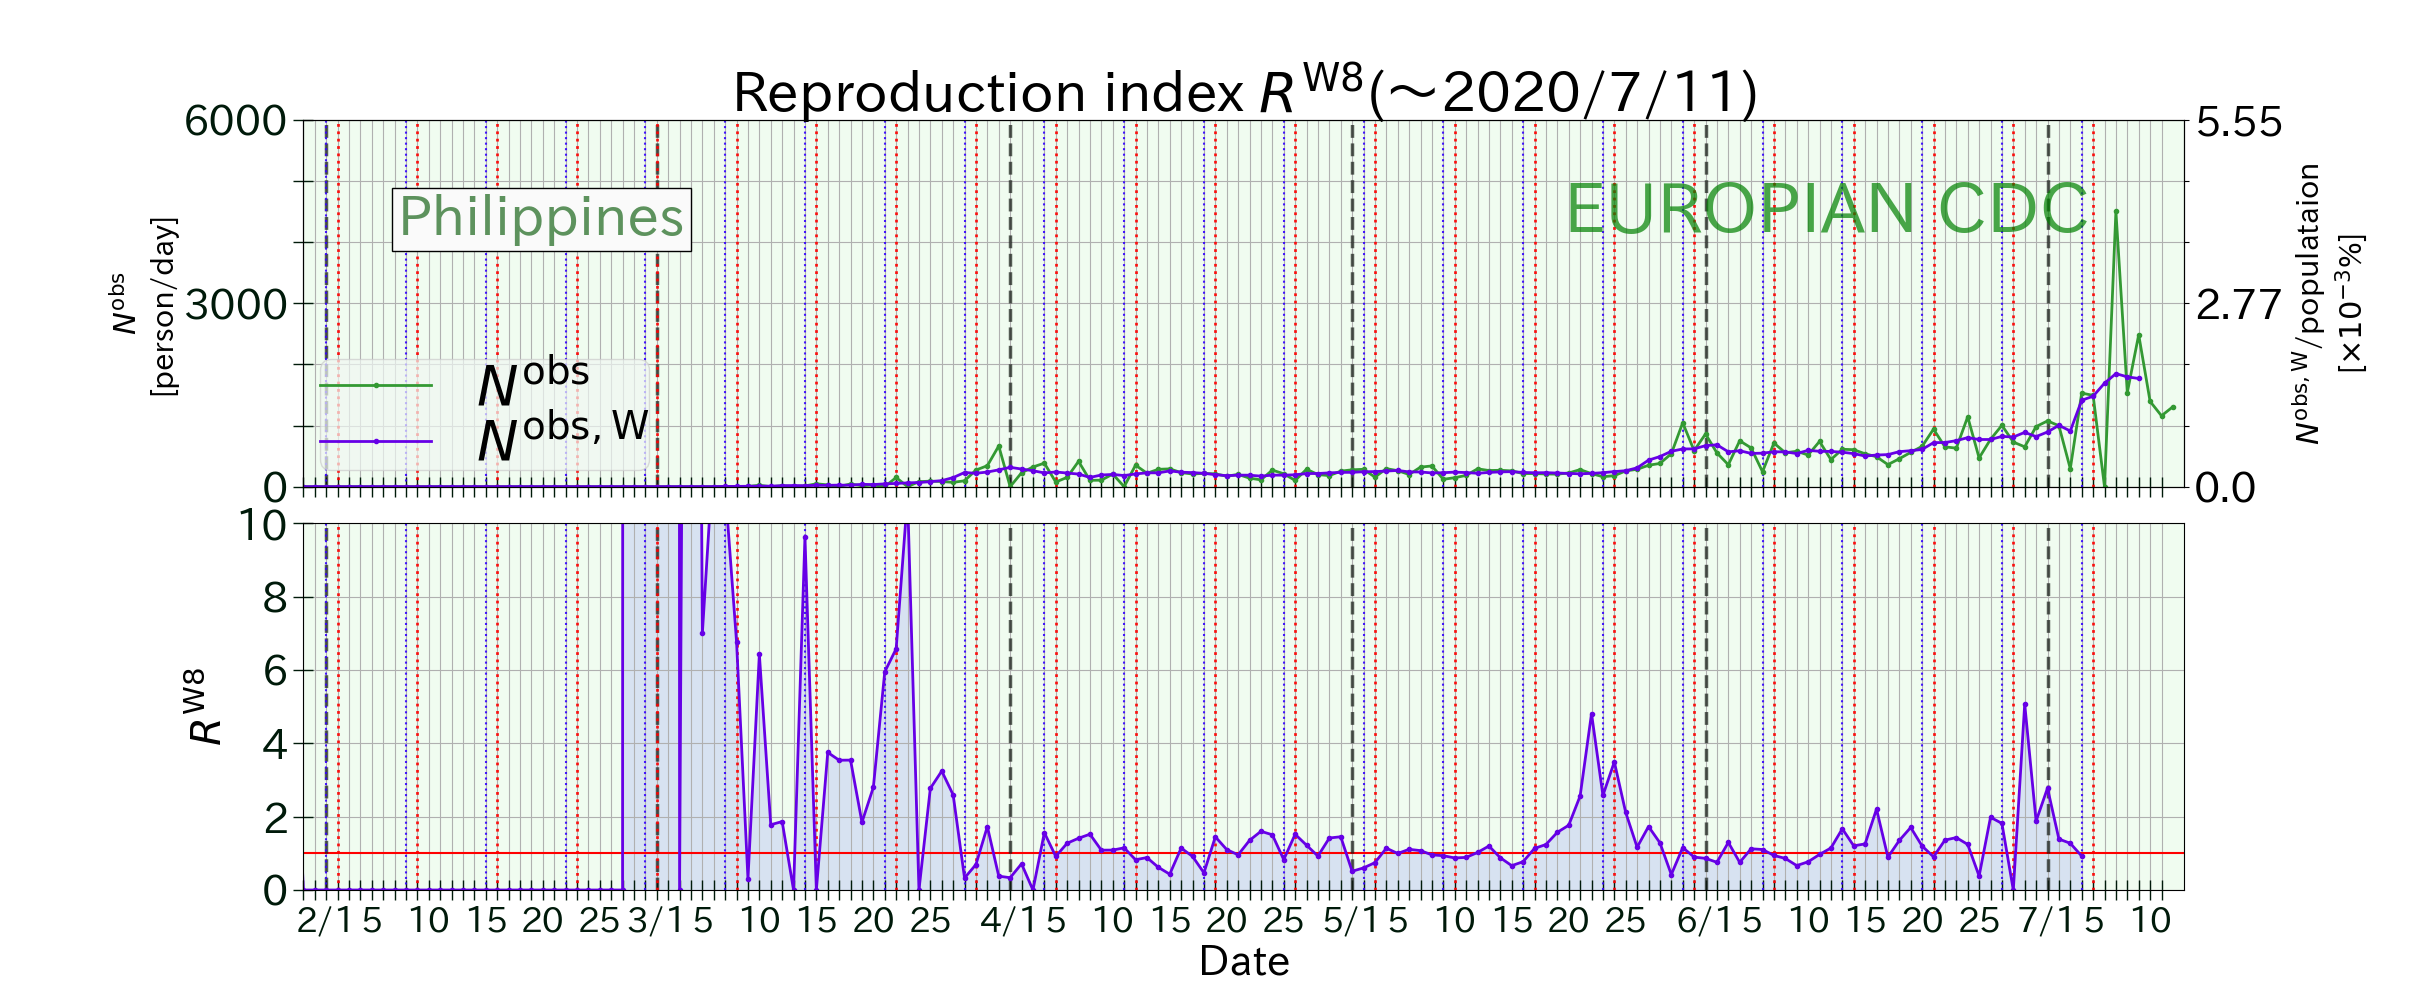 Reproduction index R^W8(～2020/7/11)
6000
3000
0
N^obs
[person/day]
Philippines
EUROPIAN CDC
N^obs
N^obs, W
5.55
2.77
0.0
N^obs, W/populataion
[×10^−3%]
10
8
6
4
2
0
R^W8
2/1 5 10 15 20 25 3/1 5 10 15 20 25 4/1 5 10 15 20 25 5/1 5 10 15 20 25 6/1 5 10 15 20 25 7/1 5 10
Date